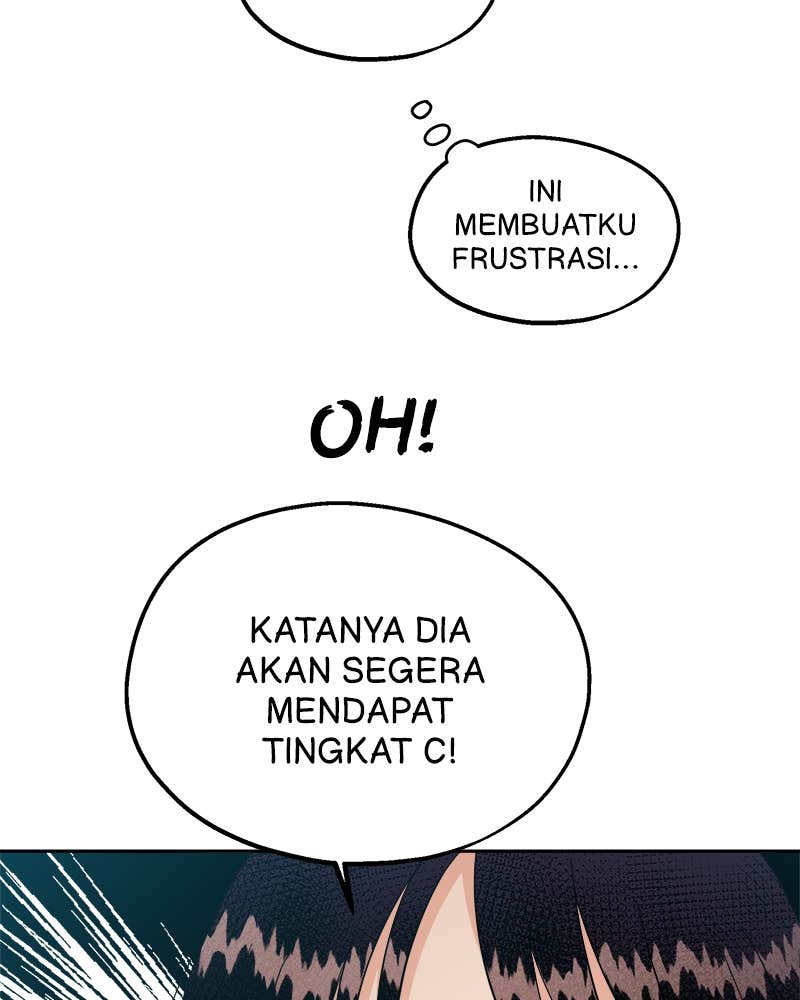 INI
MEMBUATKU
FRUSTRASI...
OH!
KATANYA DIA
AKAN SEGERA
MENDAPAT
TINGKAT C!